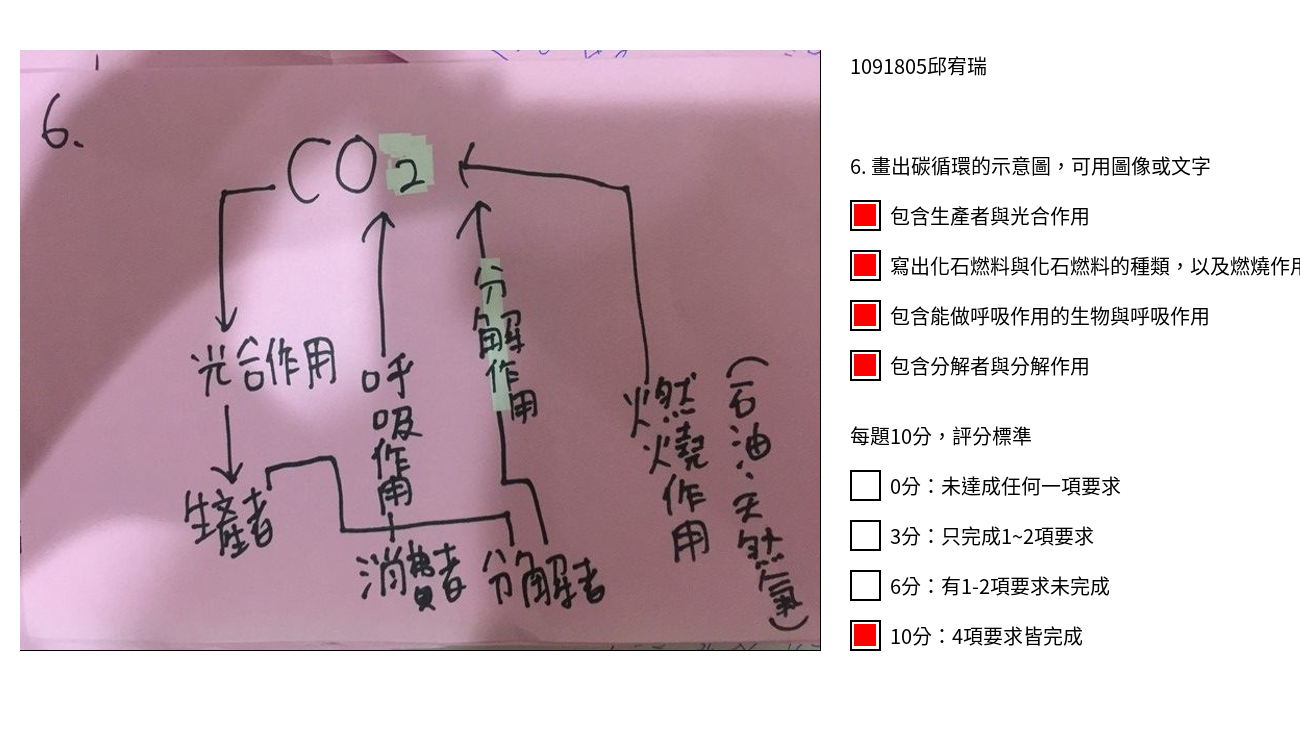 6.
CO2
光合作用
生產者
呼吸作用
消費者
分解作用
分解者
燃燒作用
(石油、天然氣)
1091805邱宥瑞
6. 畫出碳循環的示意圖，可用圖像或文字
包含生產者與光合作用
寫出化石燃料與化石燃料的種類，以及燃燒作用
包含能做呼吸作用的生物與呼吸作用
包含分解者與分解作用
每題10分，評分標準
0分：未達成任何一項要求
3分：只完成1~2項要求
6分：有1-2項要求未完成
10分：4項要求皆完成